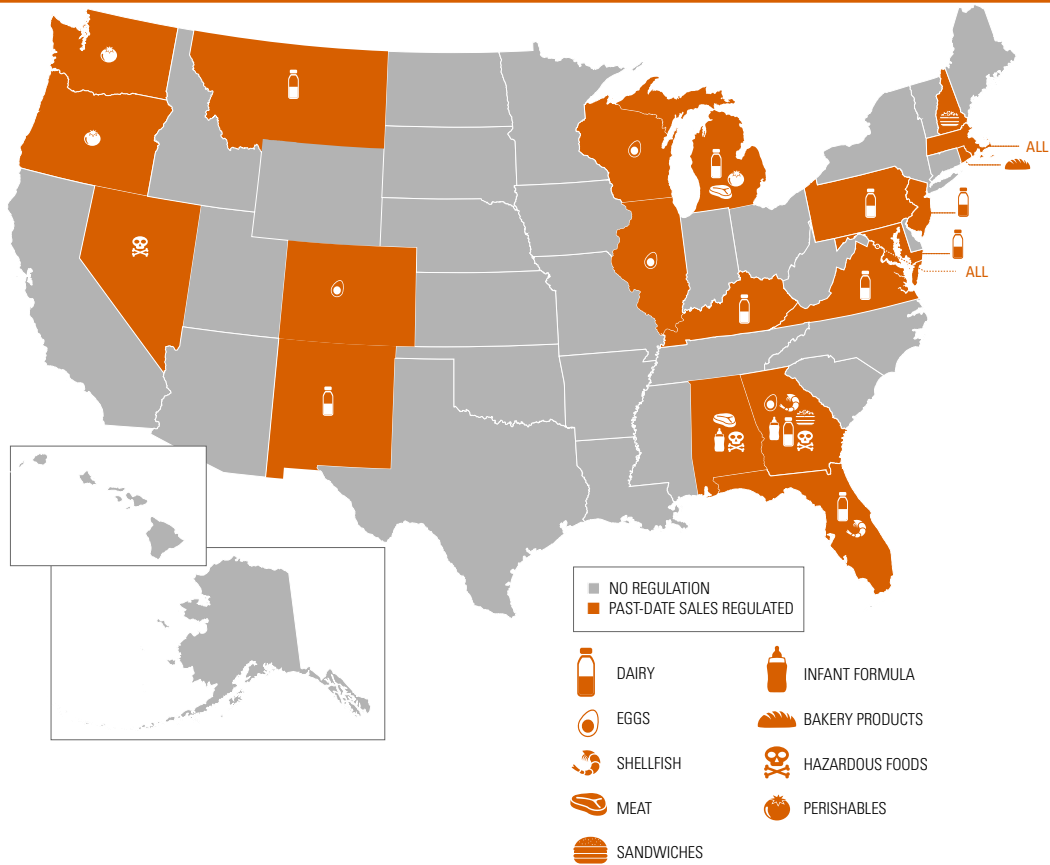 ALL
ALL
NO REGULATION
PAST-DATE SALES REGULATED
DAIRY
INFANT FORMULA
EGGS
BAKERY PRODUCTS
SHELLFISH
HAZARDOUS FOODS
MEAT
PERISHABLES
SANDWICHES